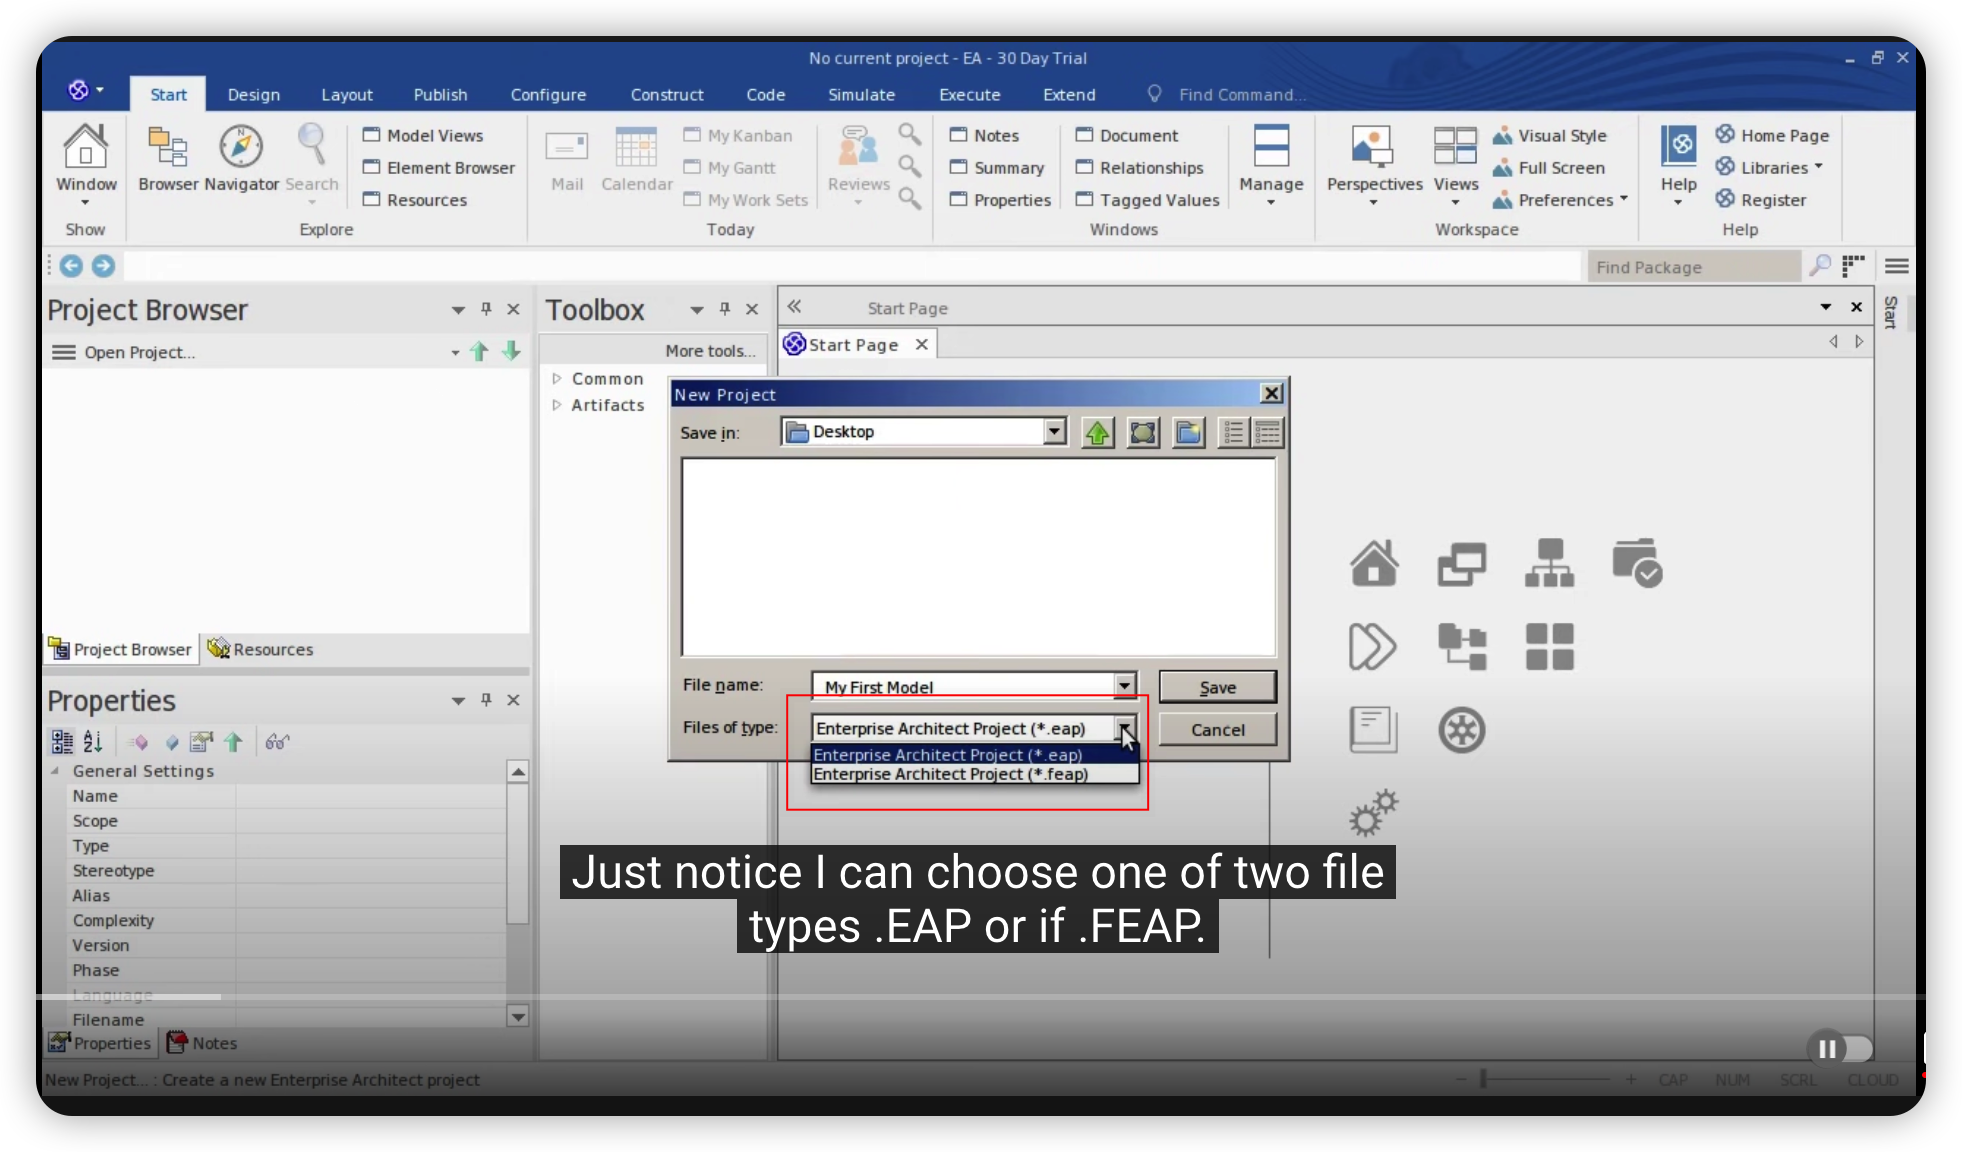 No current project - EA - 30 Day Trial
Start Design Layout Publish Configure Construct Code Simulate Execute Extend Find Command...
Window
Show
Browser Navigator Search
Model Views
Element Browser
Resources
Explore
Mail Calendar
My Kanban
My Gantt
My Work Sets
Reviews
Today
Notes
Summary
Properties
Document
Relationships
Tagged Values
Manage
Windows
Perspectives Views
Visual Style
Full Screen
Preferences
Workspace
Help
Home Page
Libraries
Register
Help
Find Package
Project Browser
Open Project...
Project Browser Resources
Toolbox
More tools...
Common
Artifacts
Start Page
Start Page
Start
New Project
Save in: Desktop
File name: My First Model Save
Files of type: Enterprise Architect Project (*.eap) Cancel
Enterprise Architect Project (*.eap)
Enterprise Architect Project (*.feap)
Properties
General Settings
Name
Scope
Type
Stereotype
Alias
Complexity
Version
Phase
Language
Filename
Properties Notes
Just notice I can choose one of two file
types .EAP or if .FEAP.
New Project... : Create a new Enterprise Architect project
CAP NUM SCRL CLOUD